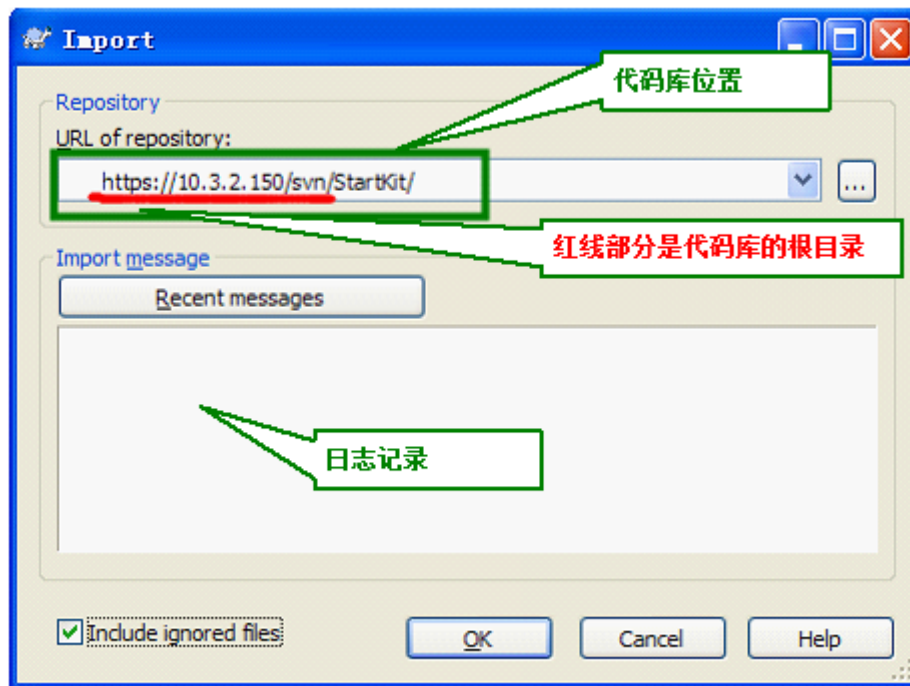 Import
代码库位置
Repository
URL of repository:
https://10.3.2.150/svn/StartKit/
...
红线部分是代码库的根目录
Import message
Recent messages
日志记录
Include ignored files
OK
Cancel
Help